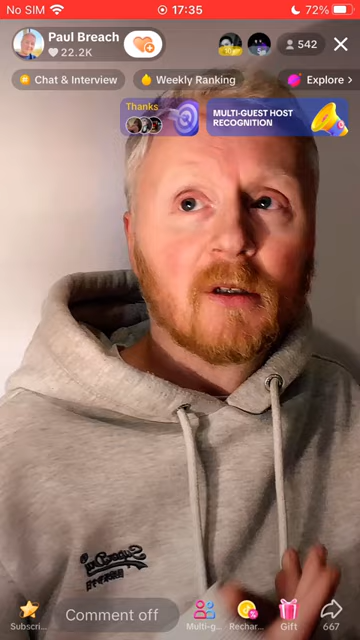 No SIM 17:35 72%
Paul Breach
22.2K
542
Chat & Interview
Weekly Ranking
Explore >
Thanks
MULTI-GUEST HOST
RECOGNITION
Superdry
Comment off
Subscri...
Multi-g...
Rechar...
Gift
667